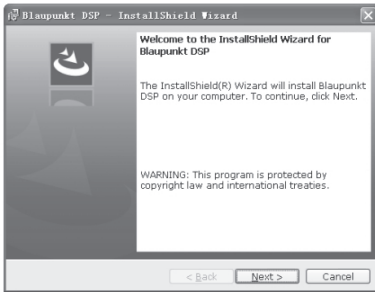 Blaupunkt DSP - InstallShield Wizard
Welcome to the InstallShield Wizard for
Blaupunkt DSP
The InstallShield(R) Wizard will install Blaupunkt
DSP on your computer. To continue, click Next.
WARNING: This program is protected by
copyright law and international treaties.
< Back
Next >
Cancel